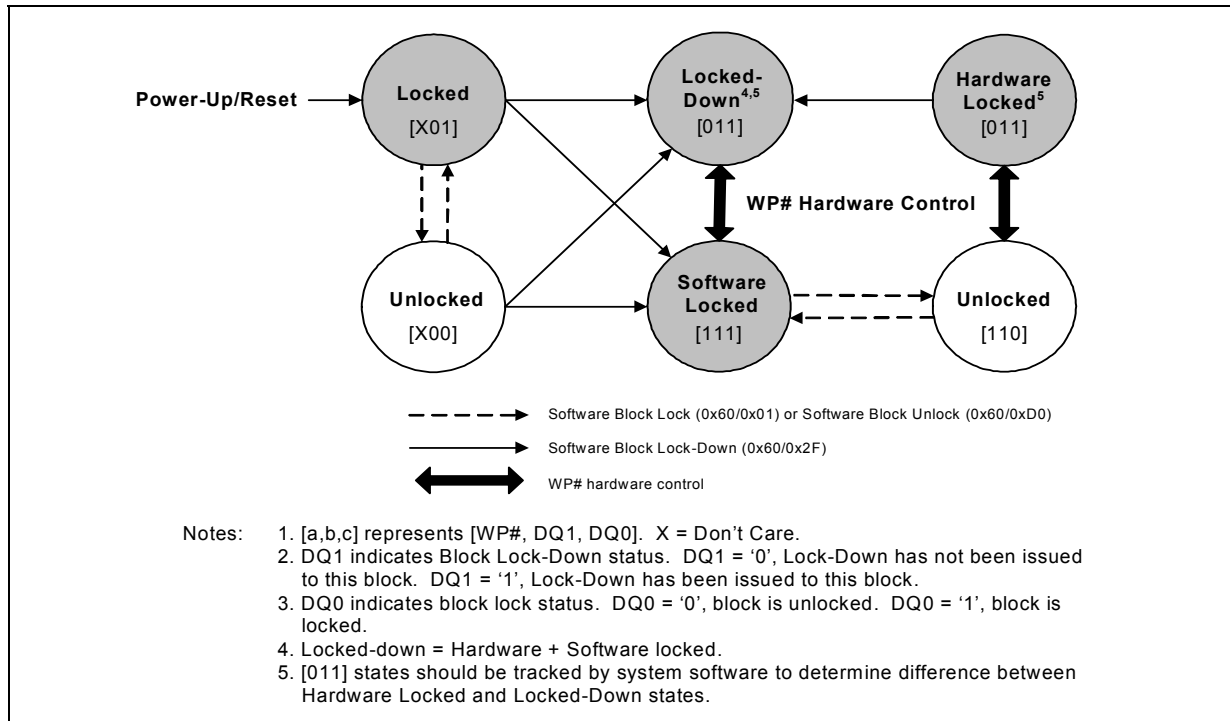 Power-Up/Reset
Locked
[X01]
Locked-
Down4,5
[011]
Hardware
Locked5
[011]
WP# Hardware Control
Unlocked
[X00]
Software
Locked
[111]
Unlocked
[110]
Software Block Lock (0x60/0x01) or Software Block Unlock (0x60/0xD0)
Software Block Lock-Down (0x60/0x2F)
WP# hardware control
Notes: 1. [a,b,c] represents [WP#, DQ1, DQ0]. X = Don't Care.
2. DQ1 indicates Block Lock-Down status. DQ1 = ‘0’, Lock-Down has not been issued
to this block. DQ1 = ‘1’, Lock-Down has been issued to this block.
3. DQ0 indicates block lock status. DQ0 = ‘0’, block is unlocked. DQ0 = ‘1’, block is
locked.
4. Locked-down = Hardware + Software locked.
5. [011] states should be tracked by system software to determine difference between
Hardware Locked and Locked-Down states.